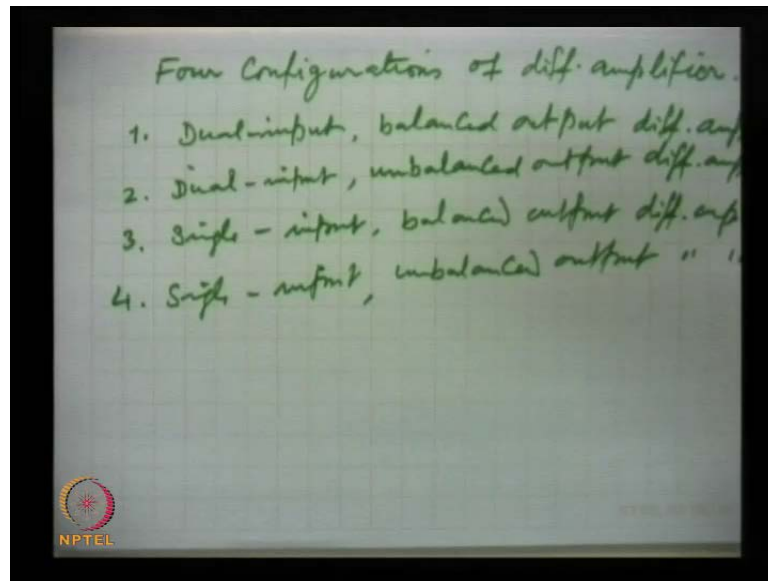 Four Configurations of diff. amplifier.
1. Dual-input, balanced output diff. amp
2. Dual-input, unbalanced output diff. amp
3. Single-input, balanced output diff. amp
4. Single-input, unbalanced output " "
NPTEL